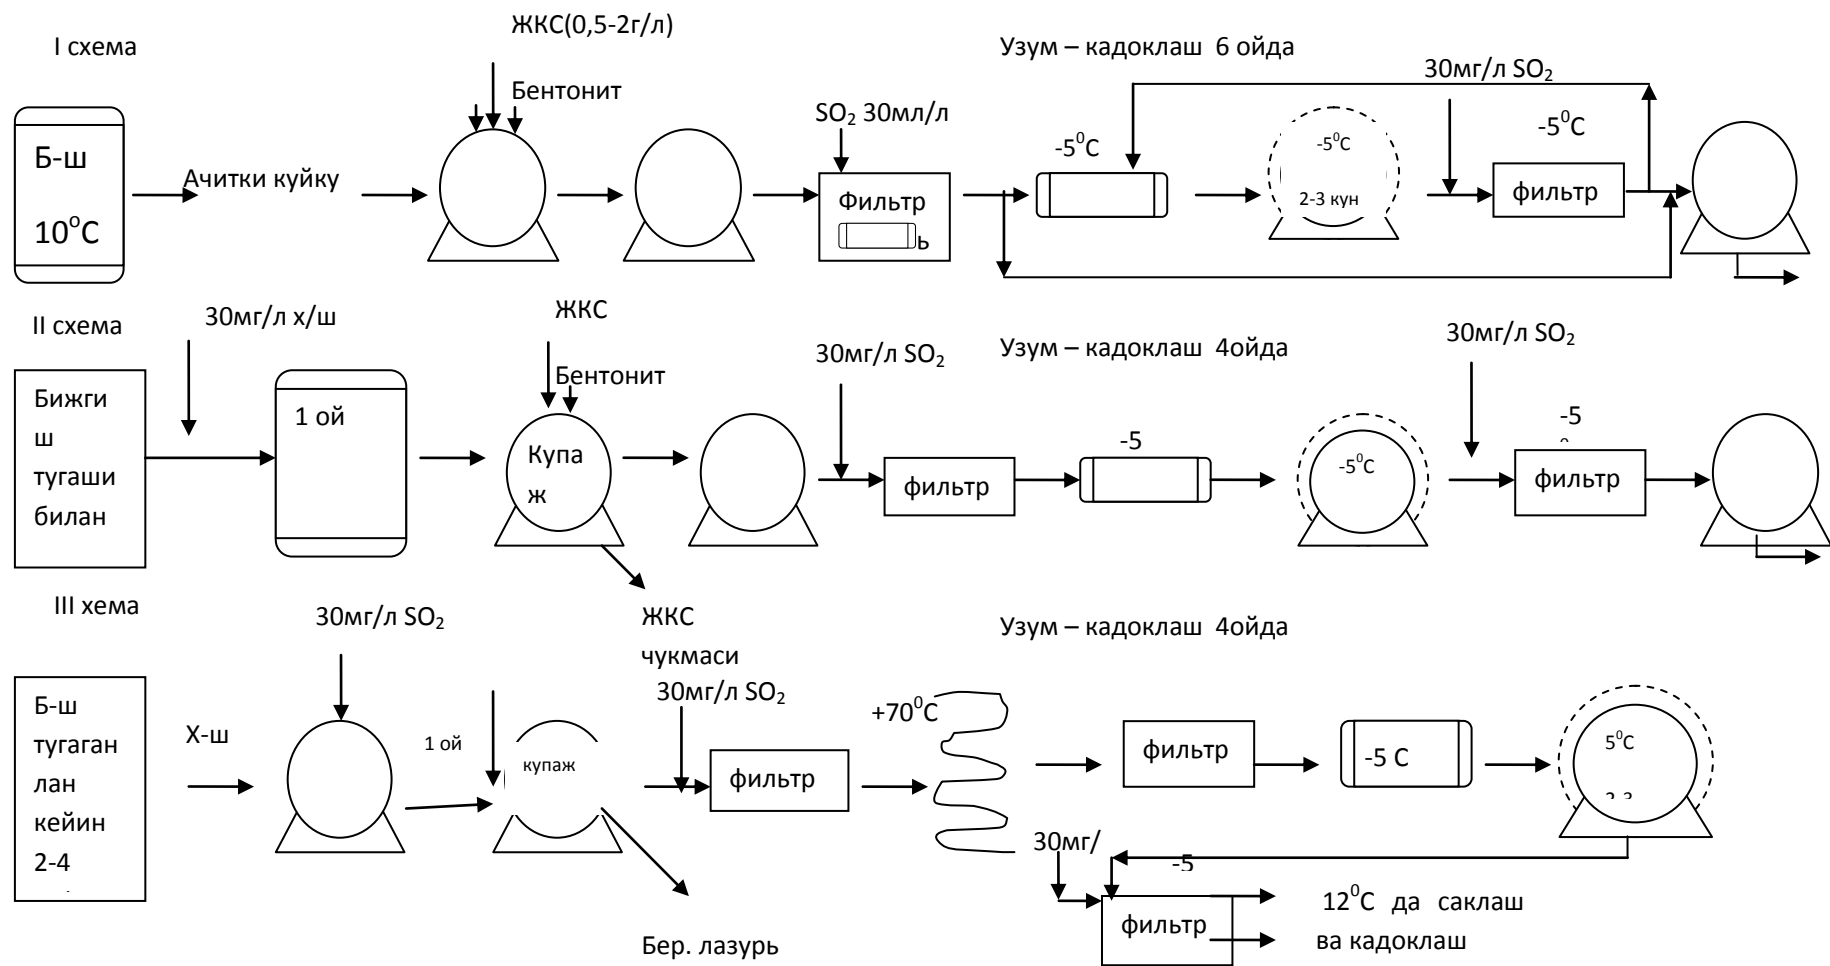 I схема
ЖКС(0,5-2г/л)
Узум – кадоклаш 6 ойда
30мг/л SO₂
Бентонит
SO₂ 30мл/л
-5⁰С
-5⁰С
Б-ш
10⁰С
Ачитки куйку
Фильтр
ь
-5⁰С
2-3 кун
фильтр
II схема
30мг/л х/ш
ЖКС
30мг/л SO₂
Узум – кадоклаш 4ойда
30мг/л SO₂
Бентонит
Бижги
ш
тугаши
билан
1 ой
Купа
ж
фильтр
-5
-5⁰С
-5
фильтр
III хема
30мг/л SO₂
ЖКС
чукмаси
30мг/л SO₂
Узум – кадоклаш 4ойда
Б-ш
тугаган
лан
кейин
2-4
Х-ш
1 ой
купаж
фильтр
+70⁰С
фильтр
-5 С
5⁰С
30мг/
-5
фильтр
12⁰С да саклаш
ва кадоклаш
Бер. лазурь